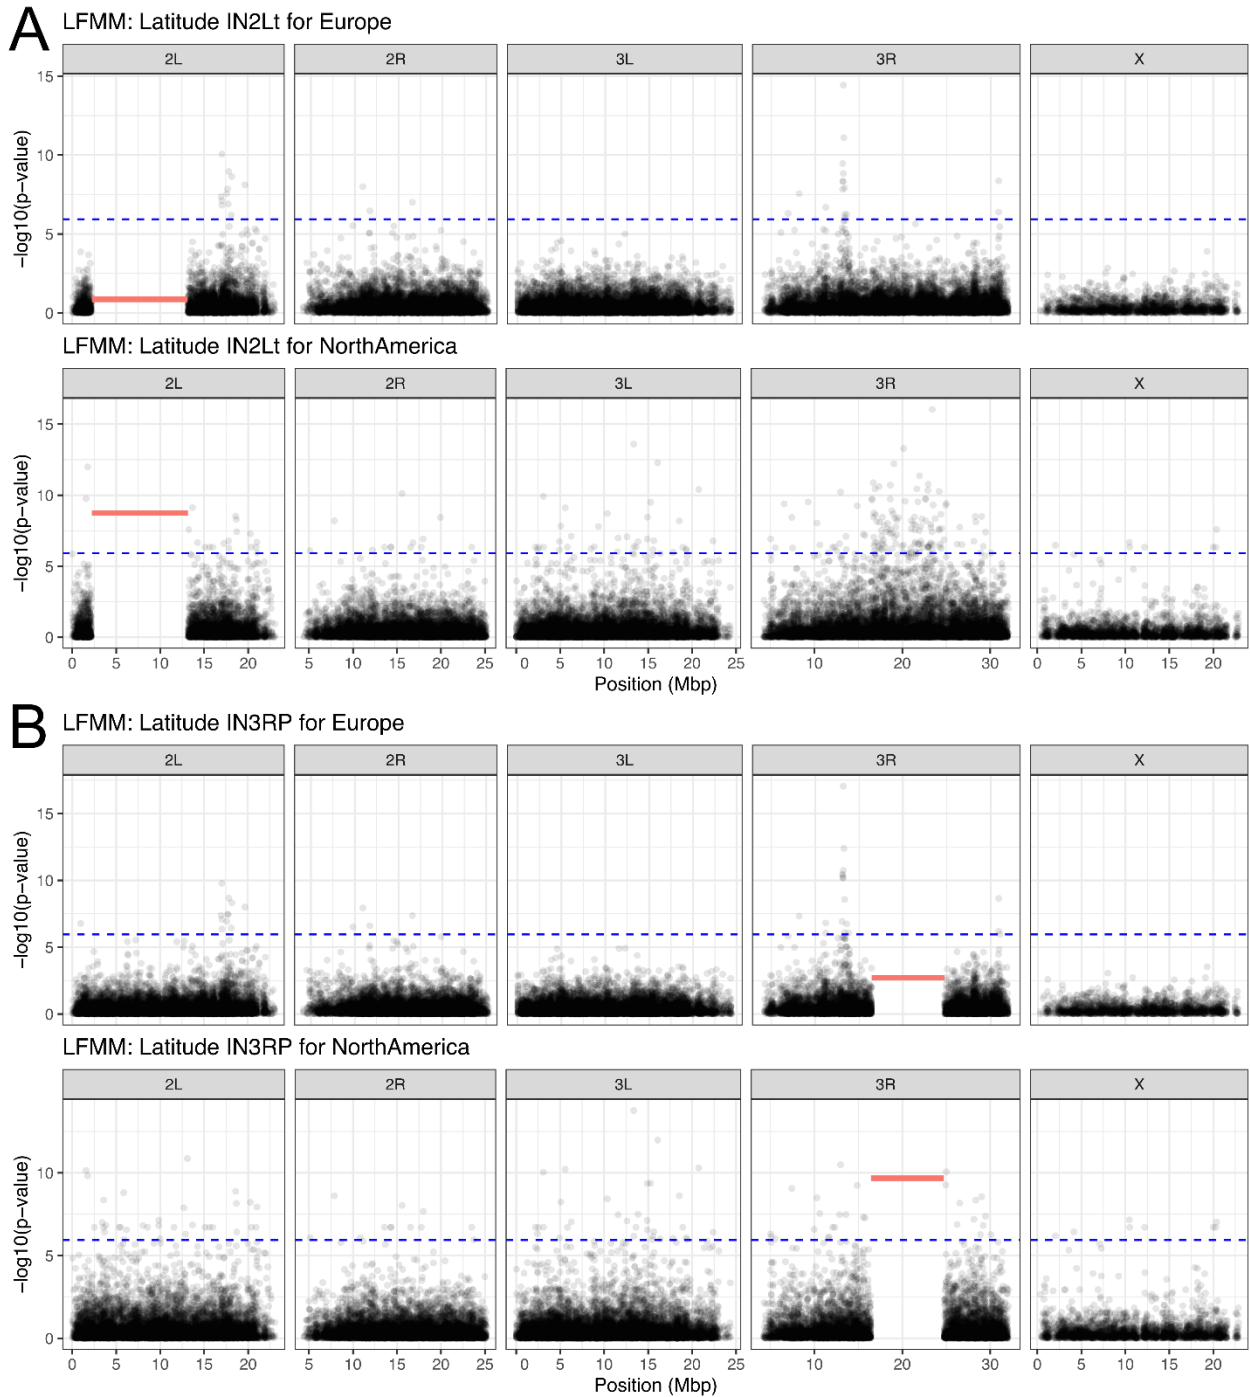 A LFMM: Latitude IN2Lt for Europe
2L 2R 3L 3R X
15
10
5
0
−log10(p−value)
LFMM: Latitude IN2Lt for NorthAmerica
2L 2R 3L 3R X
15
10
5
0
−log10(p−value)
0 5 10 15 20 5 10 15 20 25 0 5 10 15 20 25 10 20 30 0 5 10 15 20
Position (Mbp)
B LFMM: Latitude IN3RP for Europe
2L 2R 3L 3R X
15
10
5
0
−log10(p−value)
LFMM: Latitude IN3RP for NorthAmerica
2L 2R 3L 3R X
10
5
0
−log10(p−value)
0 5 10 15 20 5 10 15 20 25 0 5 10 15 20 25 10 20 30 0 5 10 15 20
Position (Mbp)